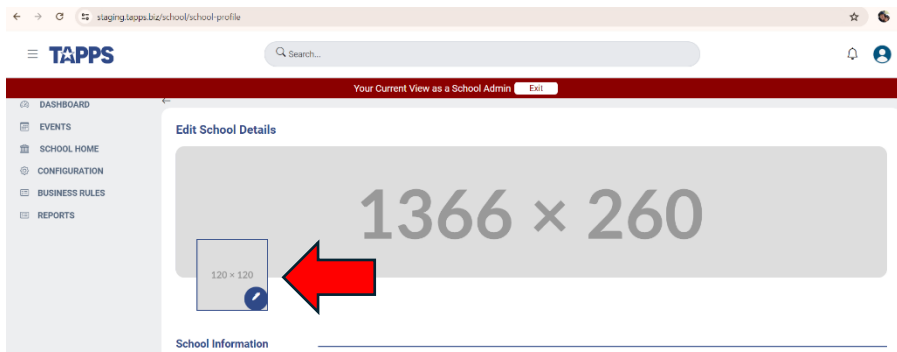 staging.tapps.biz/school/school-profile
TAPPS
Search...
Your Current View as a School Admin Exit
DASHBOARD
EVENTS
SCHOOL HOME
CONFIGURATION
BUSINESS RULES
REPORTS
Edit School Details
1366 × 260
120 × 120
School Information